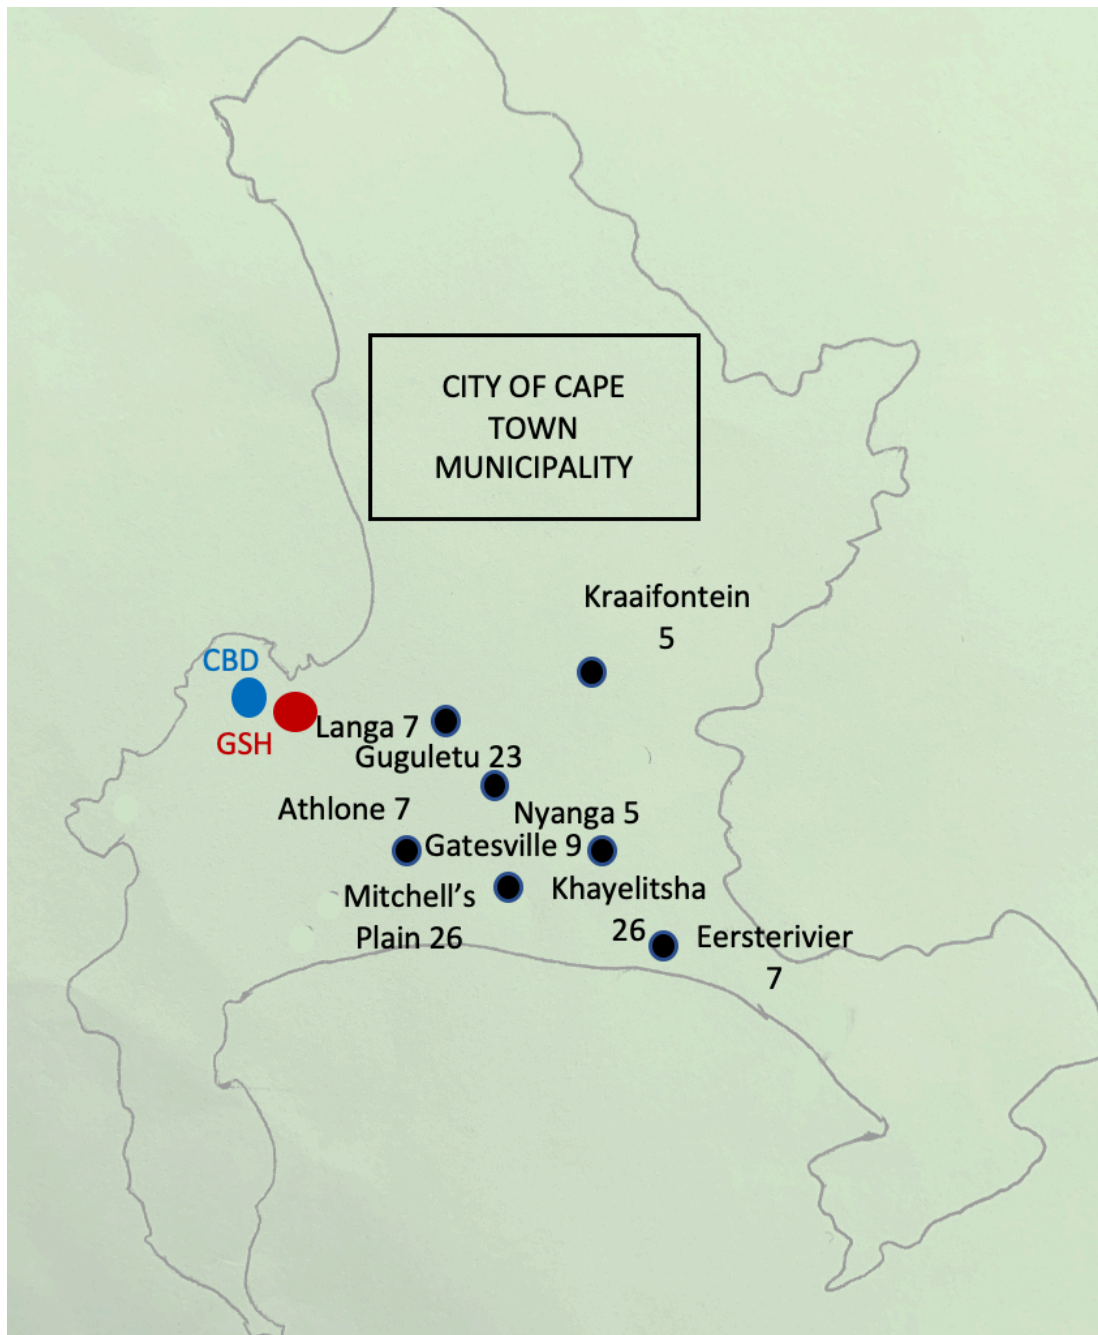 CITY OF CAPE
TOWN
MUNICIPALITY
Kraaifontein
5
CBD
GSH
Langa 7
Guguletu 23
Athlone 7
Nyanga 5
Gatesville 9
Mitchell's
Plain 26
Khayelitsha
26
Eersterivier
7